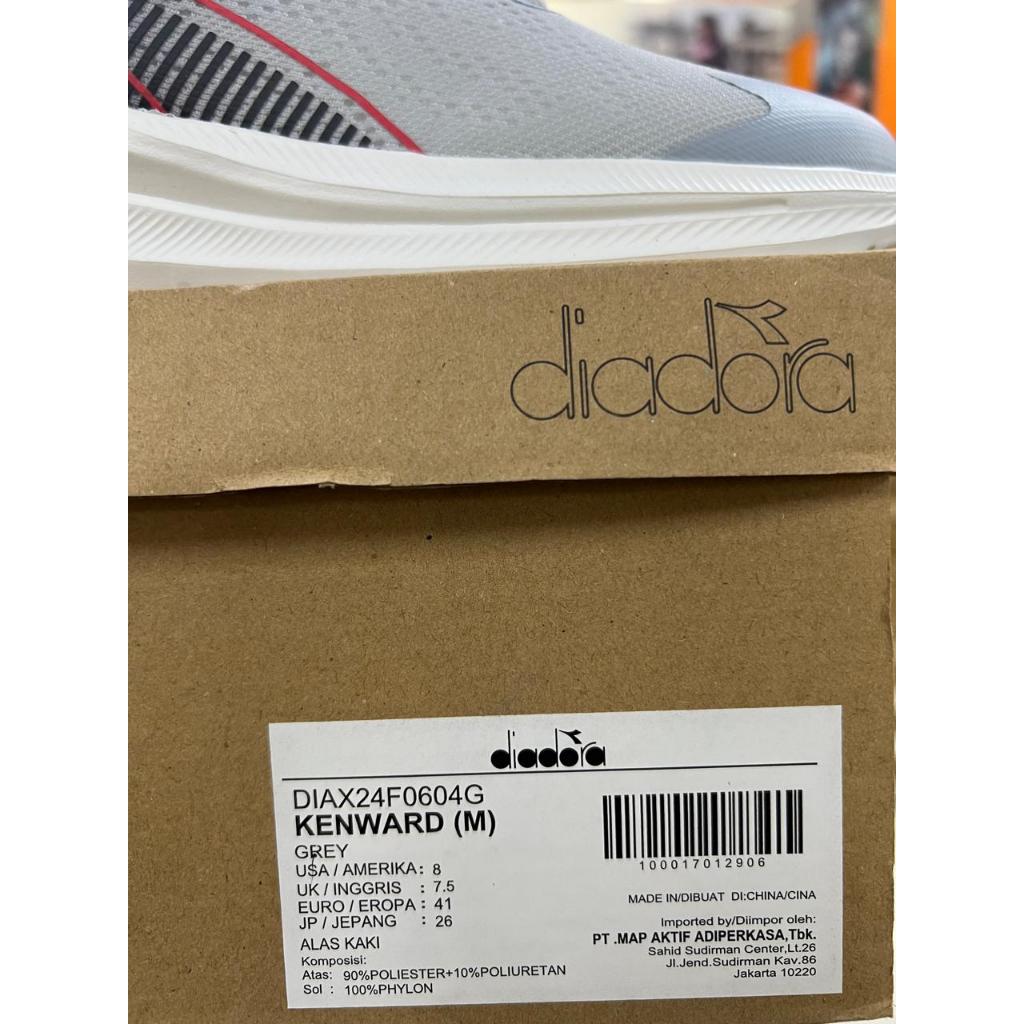 diadora
diadora
DIAX24F0604G
KENWARD (M)
GREY
USA / AMERIKA : 8
UK / INGGRIS : 7.5
EURO / EROPA : 41
JP / JEPANG : 26
ALAS KAKI
Komposisi:
Atas: 90%POLIESTER+10%POLIURETAN
Sol : 100%PHYLON
100017012906
MADE IN/DIBUAT DI:CHINA/CINA
Imported by/Diimpor oleh:
PT .MAP AKTIF ADIPERKASA,Tbk.
Sahid Sudirman Center,Lt.26
Jl.Jend.Sudirman Kav.86
Jakarta 10220